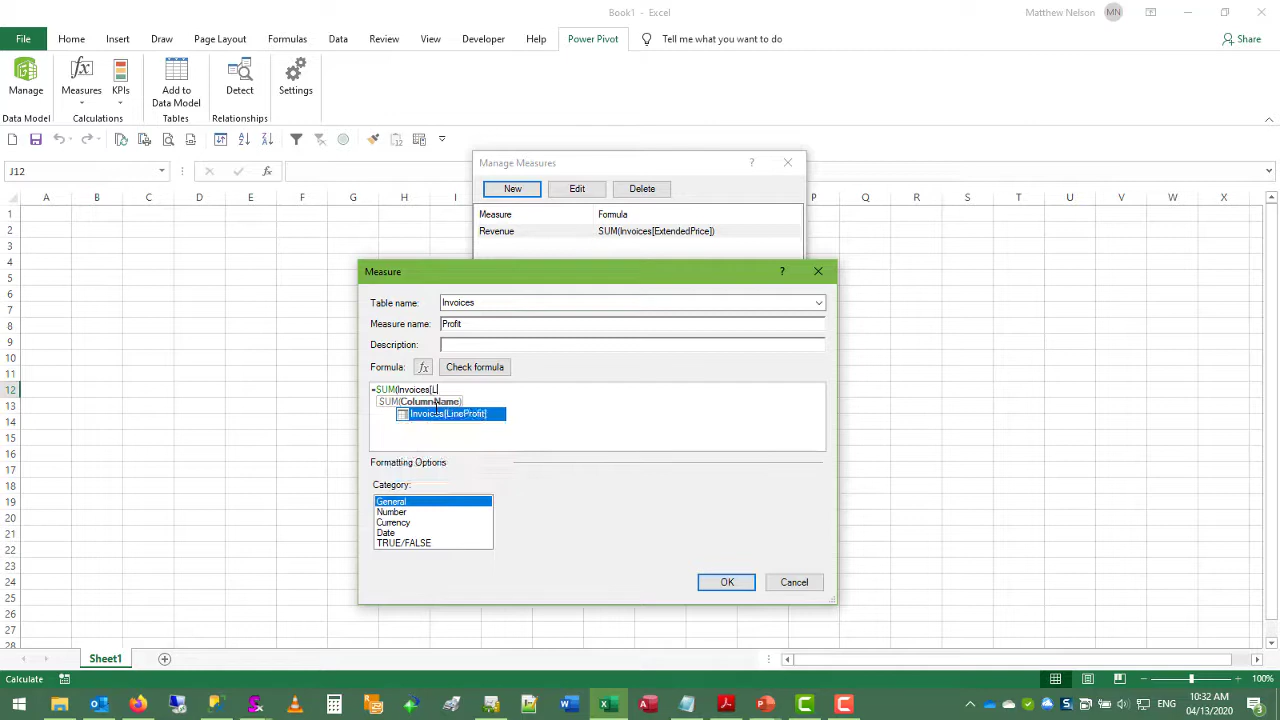 Book1 - Excel
Matthew Nelson
MN
File
Home
Insert
Draw
Page Layout
Formulas
Data
Review
View
Developer
Help
Power Pivot
Tell me what you want to do
Share
Manage
Measures
KPIs
Add to
Data Model
Detect
Settings
Data Model
Calculations
Tables
Relationships
J12
fx
A B C D E F G H I P Q R S T U V W X
1
2
3
4
5
6
7
8
9
10
11
12
13
14
15
16
17
18
19
20
21
22
23
24
25
26
27
28
Manage Measures
?
New
Edit
Delete
Measure
Formula
Revenue
SUM(Invoices[ExtendedPrice])
Measure
?
Table name:
Invoices
Measure name:
Profit
Description:
Formula:
fx
Check formula
=SUM(Invoices[L
SUM(ColumnName)
Invoices[LineProfit]
Formatting Options
Category:
General
Number
Currency
Date
TRUE/FALSE
OK
Cancel
Sheet1
Calculate
100%
ENG
10:32 AM
04/13/2020